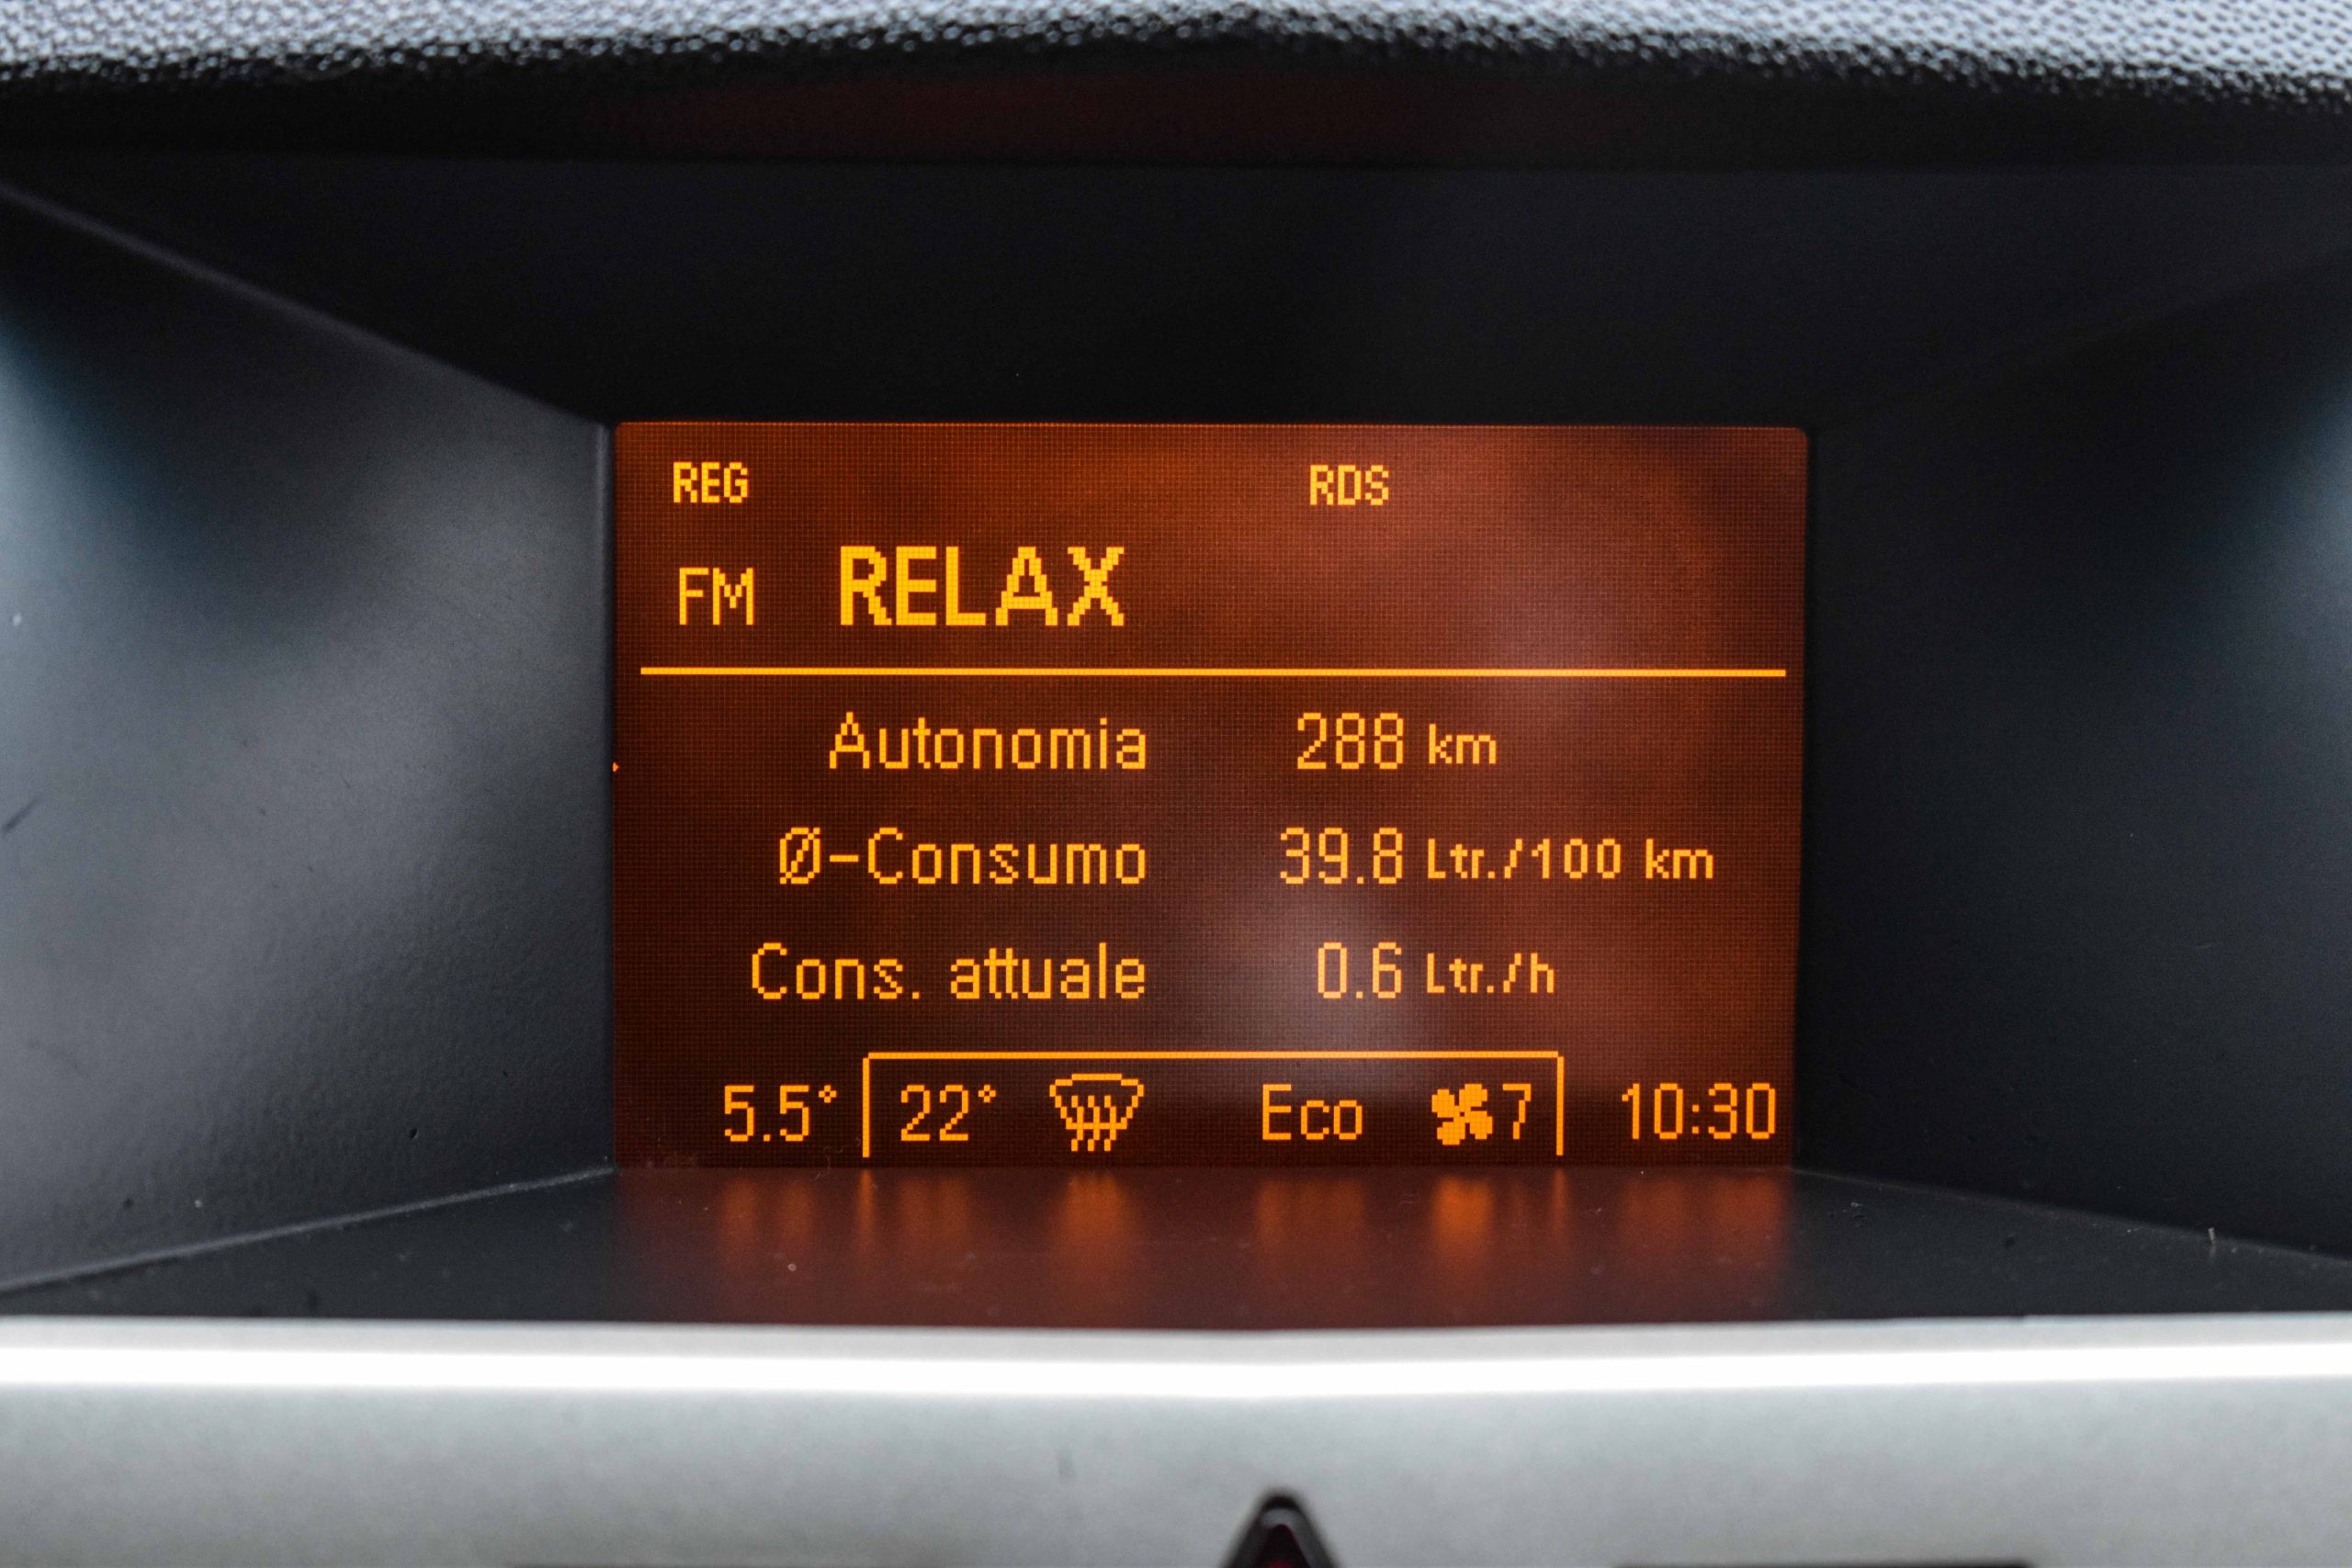 REG RDS
FM RELAX
Autonomia 288 km
Ø-Consumo 39.8 Ltr./100 km
Cons. attuale 0.6 Ltr./h
5.5° 22° Eco 7 10:30